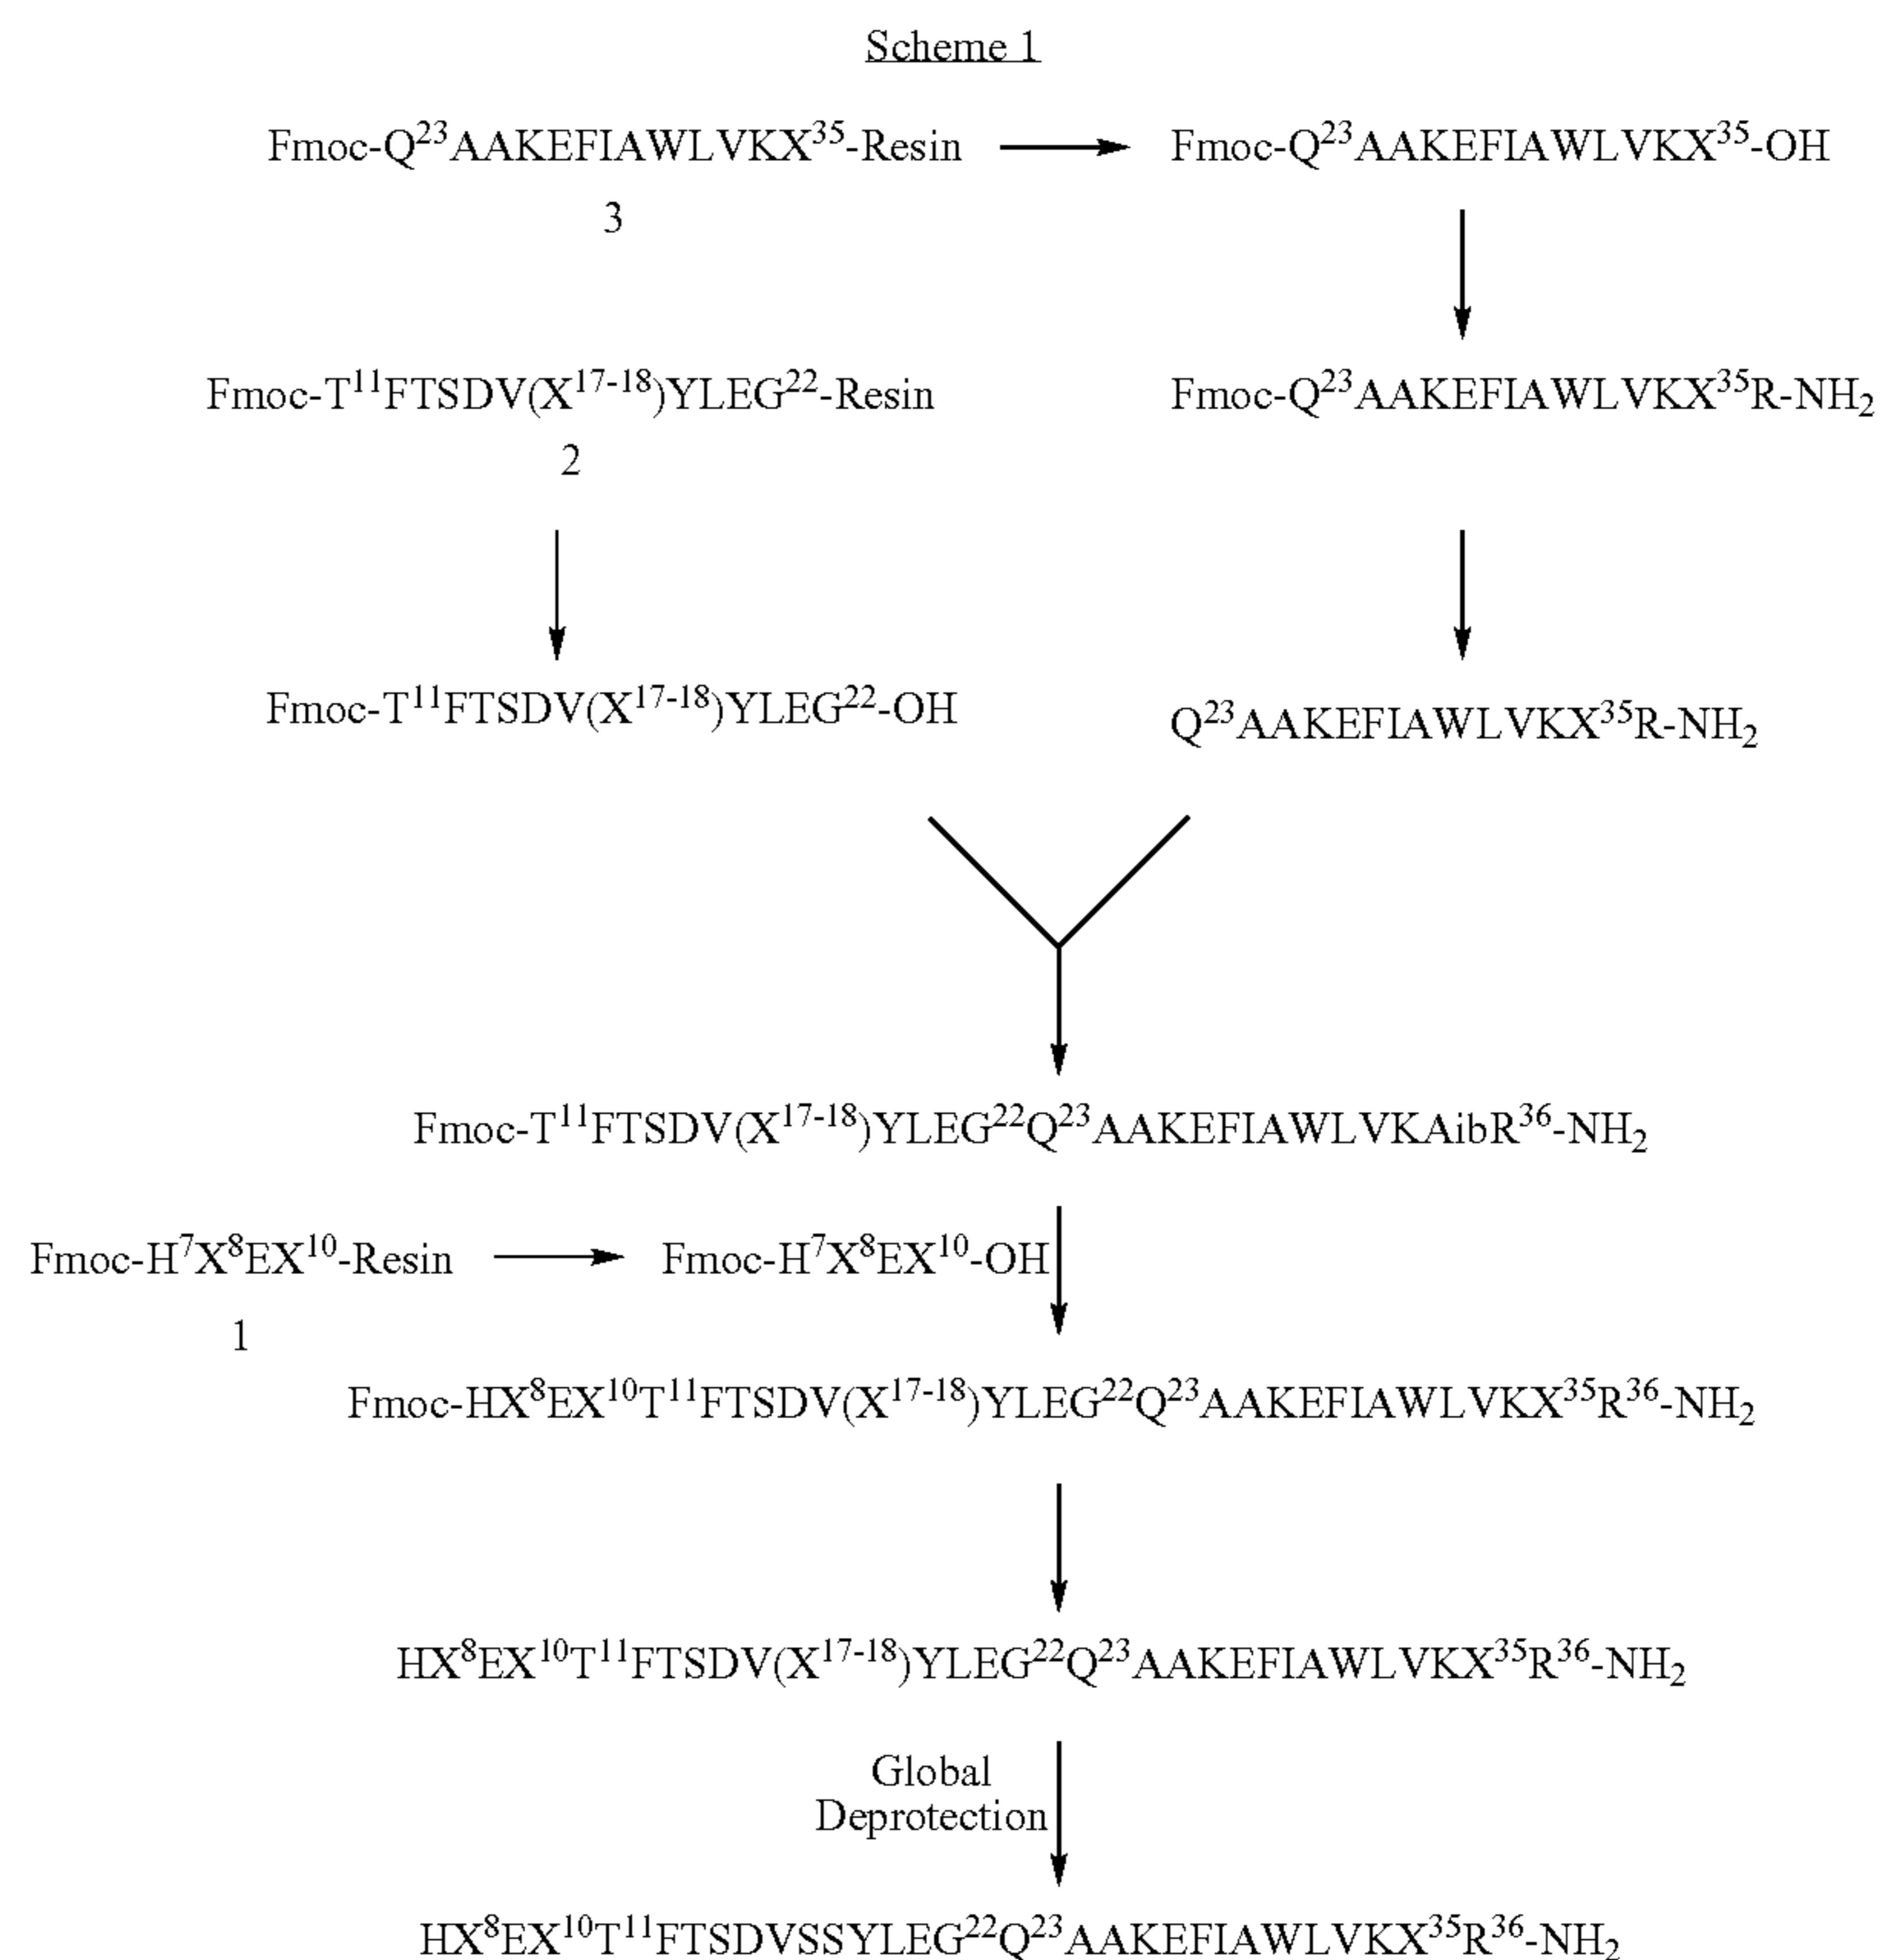 Scheme 1
Fmoc-Q²³AAKEFIAWLVKX³⁵-Resin
Fmoc-Q²³AAKEFIAWLVKX³⁵-OH
3
Fmoc-T¹¹FTSDV(X¹⁷⁻¹⁸)YLEG²²-Resin
Fmoc-Q²³AAKEFIAWLVKX³⁵R-NH₂
2
Fmoc-T¹¹FTSDV(X¹⁷⁻¹⁸)YLEG²²-OH
Q²³AAKEFIAWLVKX³⁵R-NH₂
Fmoc-T¹¹FTSDV(X¹⁷⁻¹⁸)YLEG²²Q²³AAKEFIAWLVKAibR³⁶-NH₂
Fmoc-H⁷X⁸EX¹⁰-Resin
Fmoc-H⁷X⁸EX¹⁰-OH
1
Fmoc-HX⁸EX¹⁰T¹¹FTSDV(X¹⁷⁻¹⁸)YLEG²²Q²³AAKEFIAWLVKX³⁵R³⁶-NH₂
HX⁸EX¹⁰T¹¹FTSDV(X¹⁷⁻¹⁸)YLEG²²Q²³AAKEFIAWLVKX³⁵R³⁶-NH₂
Global
Deprotection
HX⁸EX¹⁰T¹¹FTSDVSSYLEG²²Q²³AAKEFIAWLVKX³⁵R³⁶-NH₂